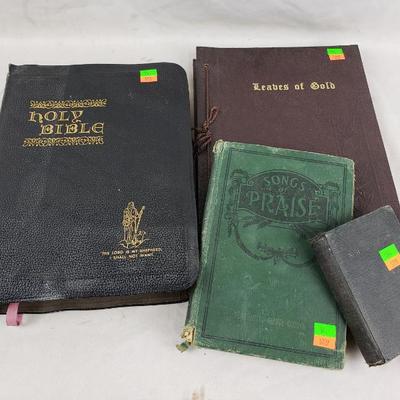 HOLY
BIBLE
THE LORD IS MY SHEPHERD;
I SHALL NOT WANT.
Leaves of Gold
SONGS
OF
PRAISE